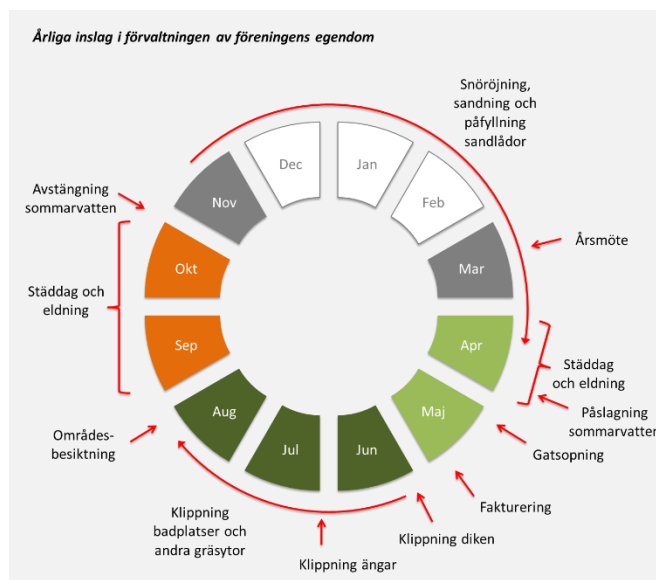 Årliga inslag i förvaltningen av föreningens egendom
Snöröjning,
sandning och
påfyllning
sandlådor
Dec
Jan
Feb
Mar
Apr
Maj
Jun
Jul
Aug
Sep
Okt
Nov
Årsmöte
Städdag
och eldning
Påslagning
sommarvatten
Gatsopning
Fakturering
Klippning diken
Klippning ängar
Klippning
badplatser och
andra gräsytor
Områdes-
besiktning
Städdag och
eldning
Avstängning
sommarvatten